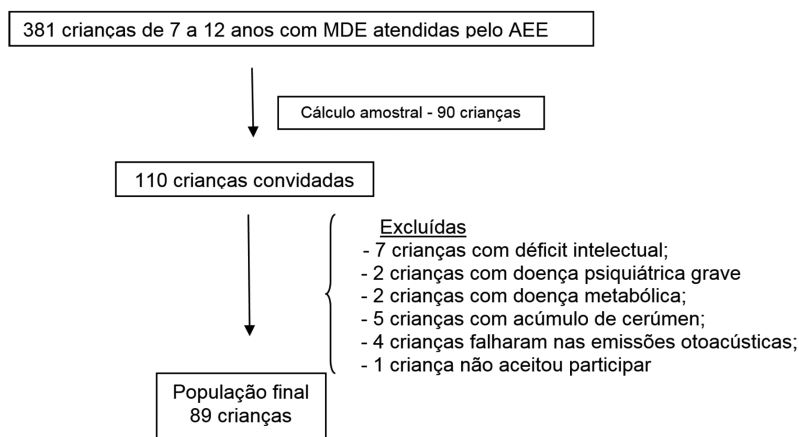 381 crianças de 7 a 12 anos com MDE atendidas pelo AEE
Cálculo amostral - 90 crianças
110 crianças convidadas
Excluídas
- 7 crianças com déficit intelectual;
- 2 crianças com doença psiquiátrica grave
- 2 crianças com doença metabólica;
- 5 crianças com acúmulo de cerúmen;
- 4 crianças falharam nas emissões otoacústicas;
- 1 criança não aceitou participar
População final
89 crianças